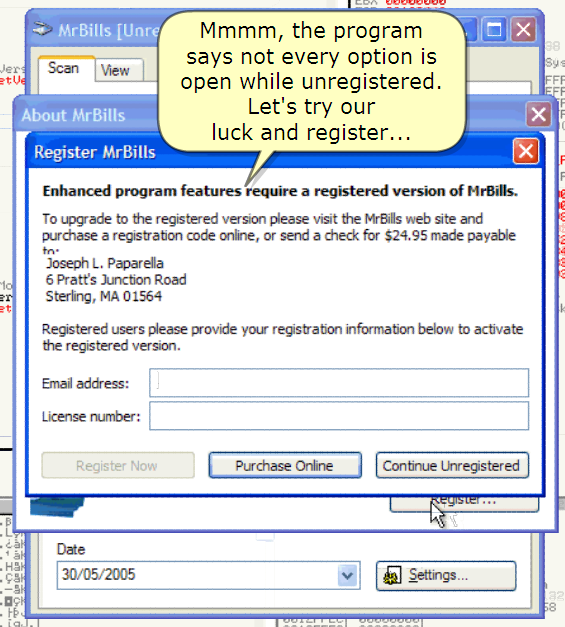 MrBills [Unre
Mmmm, the program
says not every option is
open while unregistered.
Let's try our
luck and register...
Scan View
About MrBills
Register MrBills
Enhanced program features require a registered version of MrBills.
To upgrade to the registered version please visit the MrBills web site and
purchase a registration code online, or send a check for $24.95 made payable
to:
Joseph L. Paparella
6 Pratt's Junction Road
Sterling, MA 01564
Registered users please provide your registration information below to activate
the registered version.
Email address:
License number:
Register Now Purchase Online Continue Unregistered
Register...
Date
30/05/2005 Settings...